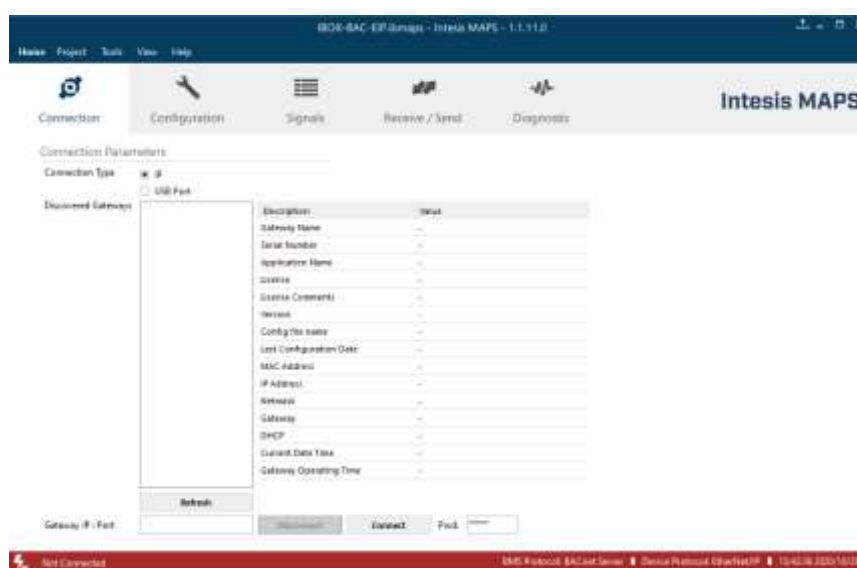 IBOX-BAC-EIP.ibmaps - Intesis MAPS - 1.1.11.0
Home Project Tools View Help
Connection Configuration Signals Receive / Send Diagnostic
Intesis MAPS
Connection Parameters
Connection Type
IP
USB Port
Discovered Gateways
Description Value
Gateway Name -
Serial Number -
Application Name -
License -
License Comments -
Version -
Config file name -
Last Configuration Date -
MAC Address -
IP Address -
Netmask -
Gateway -
DHCP -
Current Date Time -
Gateway Operating Time -
Refresh
Gateway IP : Port Disconnect Connect Pwd
Not Connected BMS Protocol: BACnet Server Device Protocol: EtherNet/IP